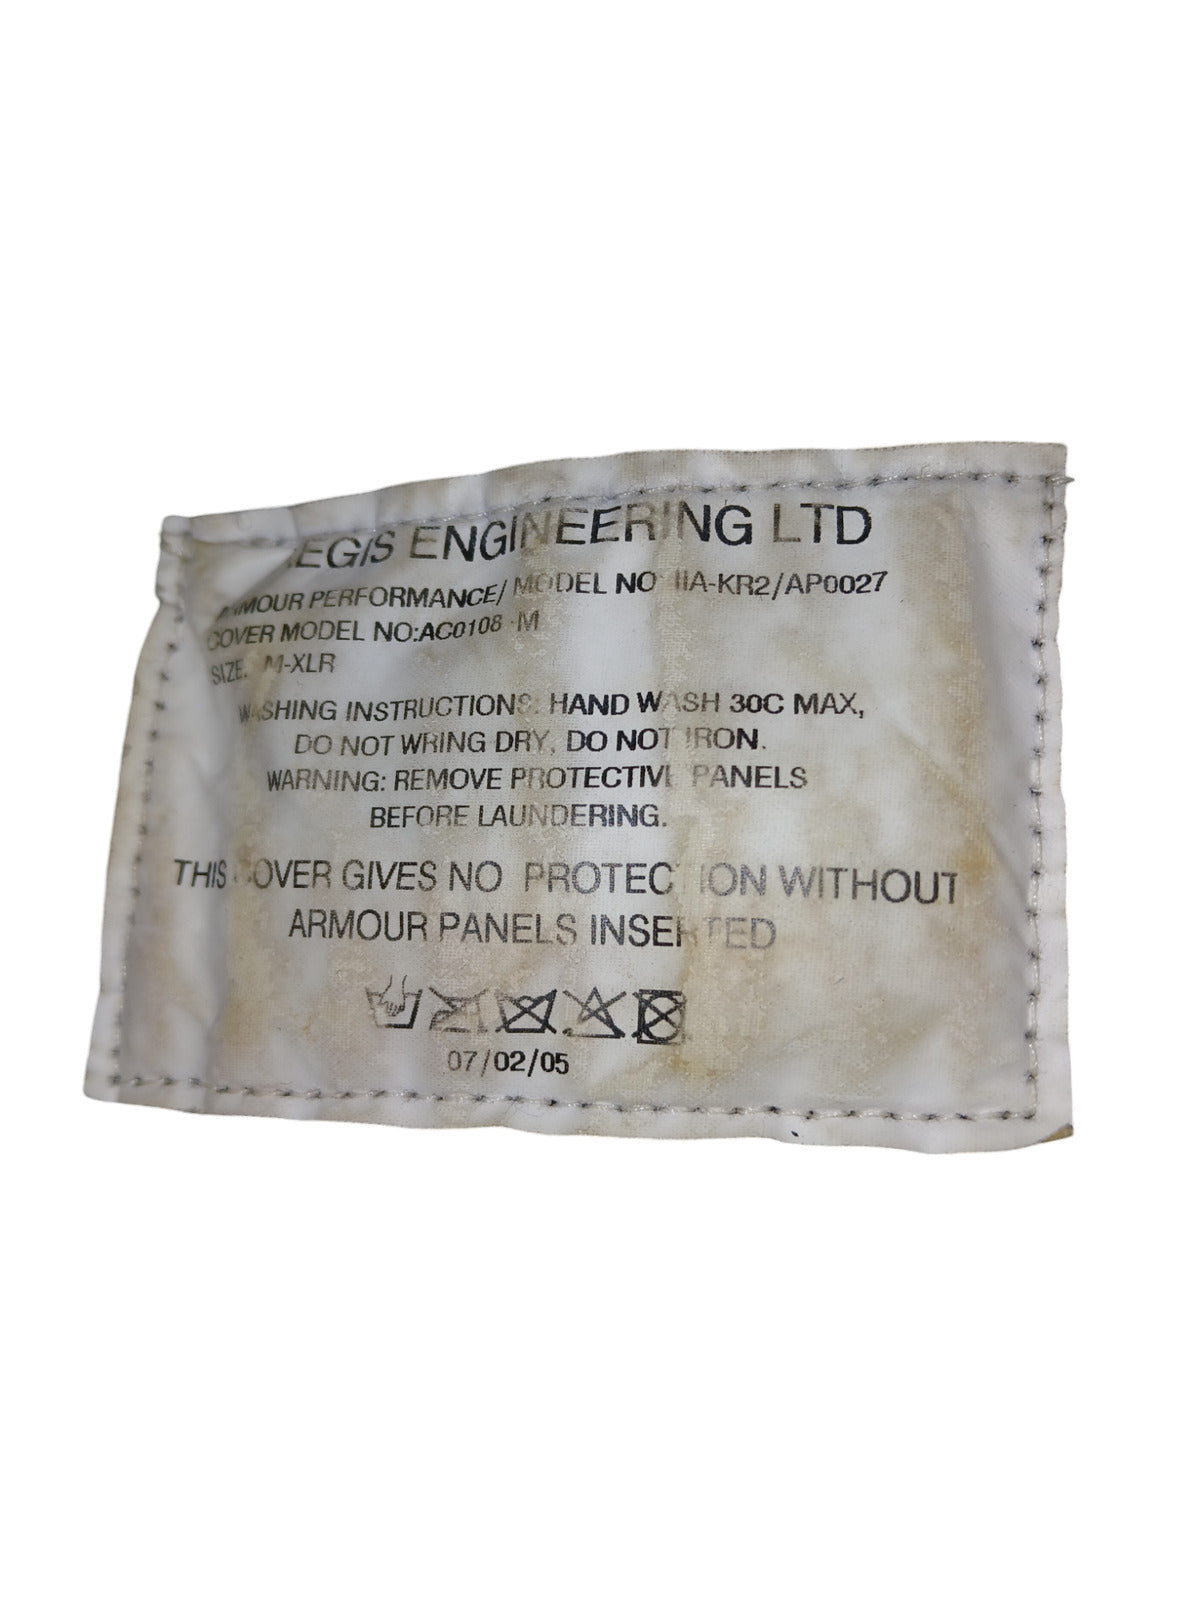 AEGIS ENGINEERING LTD
ARMOUR PERFORMANCE/ MODEL NO: IIA-KR2/AP0027
COVER MODEL NO:AC0108 -M
SIZE: M-XLR
WASHING INSTRUCTIONS: HAND WASH 30C MAX,
DO NOT WRING DRY, DO NOT IRON.
WARNING: REMOVE PROTECTIVE PANELS
BEFORE LAUNDERING.
THIS COVER GIVES NO PROTECTION WITHOUT
ARMOUR PANELS INSERTED
07/02/05